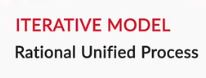 ITERATIVE MODEL
Rational Unified Process